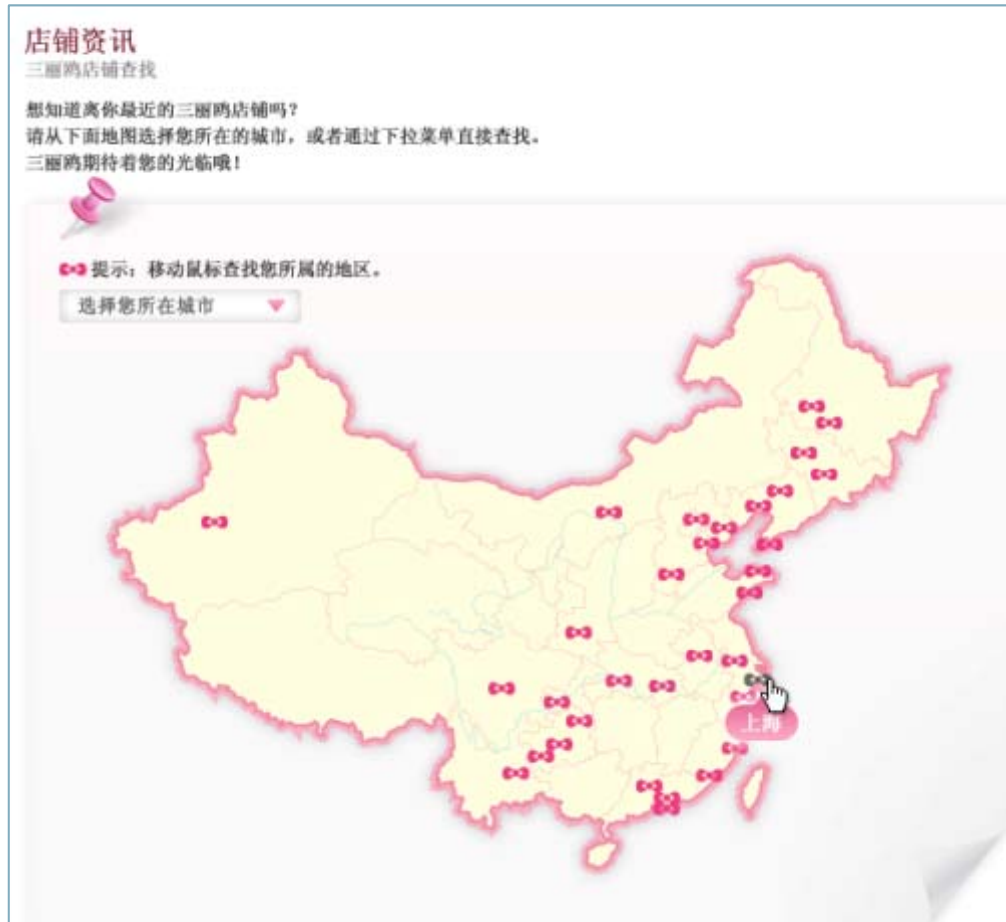 店铺资讯
三丽鸥店铺查找
想知道离你最近的三丽鸥店铺吗？
请从下面地图选择您所在的城市，或者通过下拉菜单直接查找。
三丽鸥期待着您的光临哦！
提示：移动鼠标查找您所属的地区。
选择您所在城市
上海